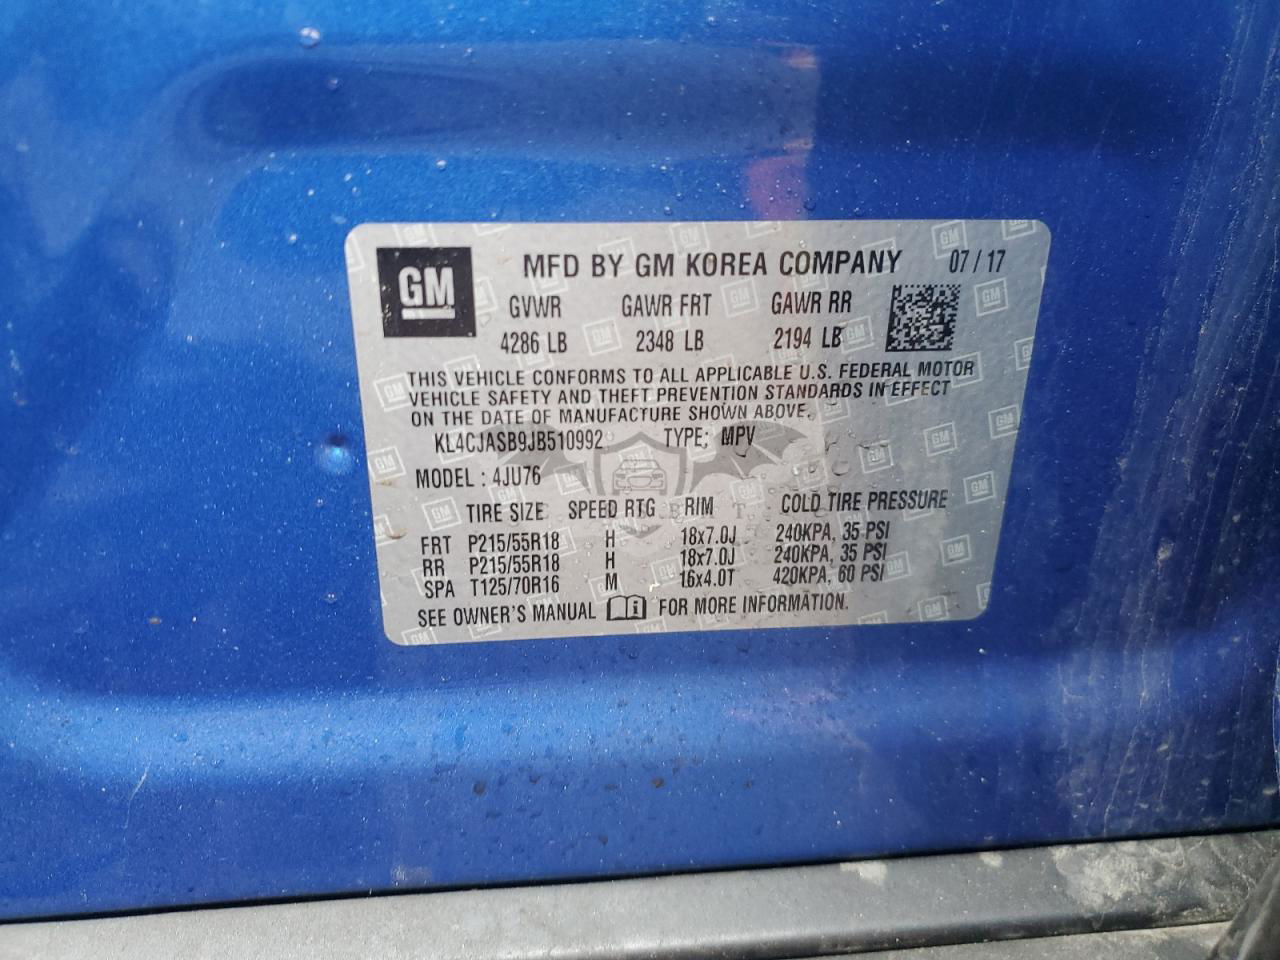 GM MFD BY GM KOREA COMPANY 07/17
GVWR GAWR FRT GAWR RR
4286 LB 2348 LB 2194 LB
THIS VEHICLE CONFORMS TO ALL APPLICABLE U.S. FEDERAL MOTOR
VEHICLE SAFETY AND THEFT PREVENTION STANDARDS IN EFFECT
ON THE DATE OF MANUFACTURE SHOWN ABOVE.
KL4CJASB9JB510992 TYPE; MPV
MODEL : 4JU76
TIRE SIZE SPEED RTG RIM COLD TIRE PRESSURE
FRT P215/55R18 H 18x7.0J 240KPA, 35 PSI
RR P215/55R18 H 18x7.0J 240KPA, 35 PSI
SPA T125/70R16 M 16x4.0T 420KPA, 60 PSI
SEE OWNER'S MANUAL FOR MORE INFORMATION.